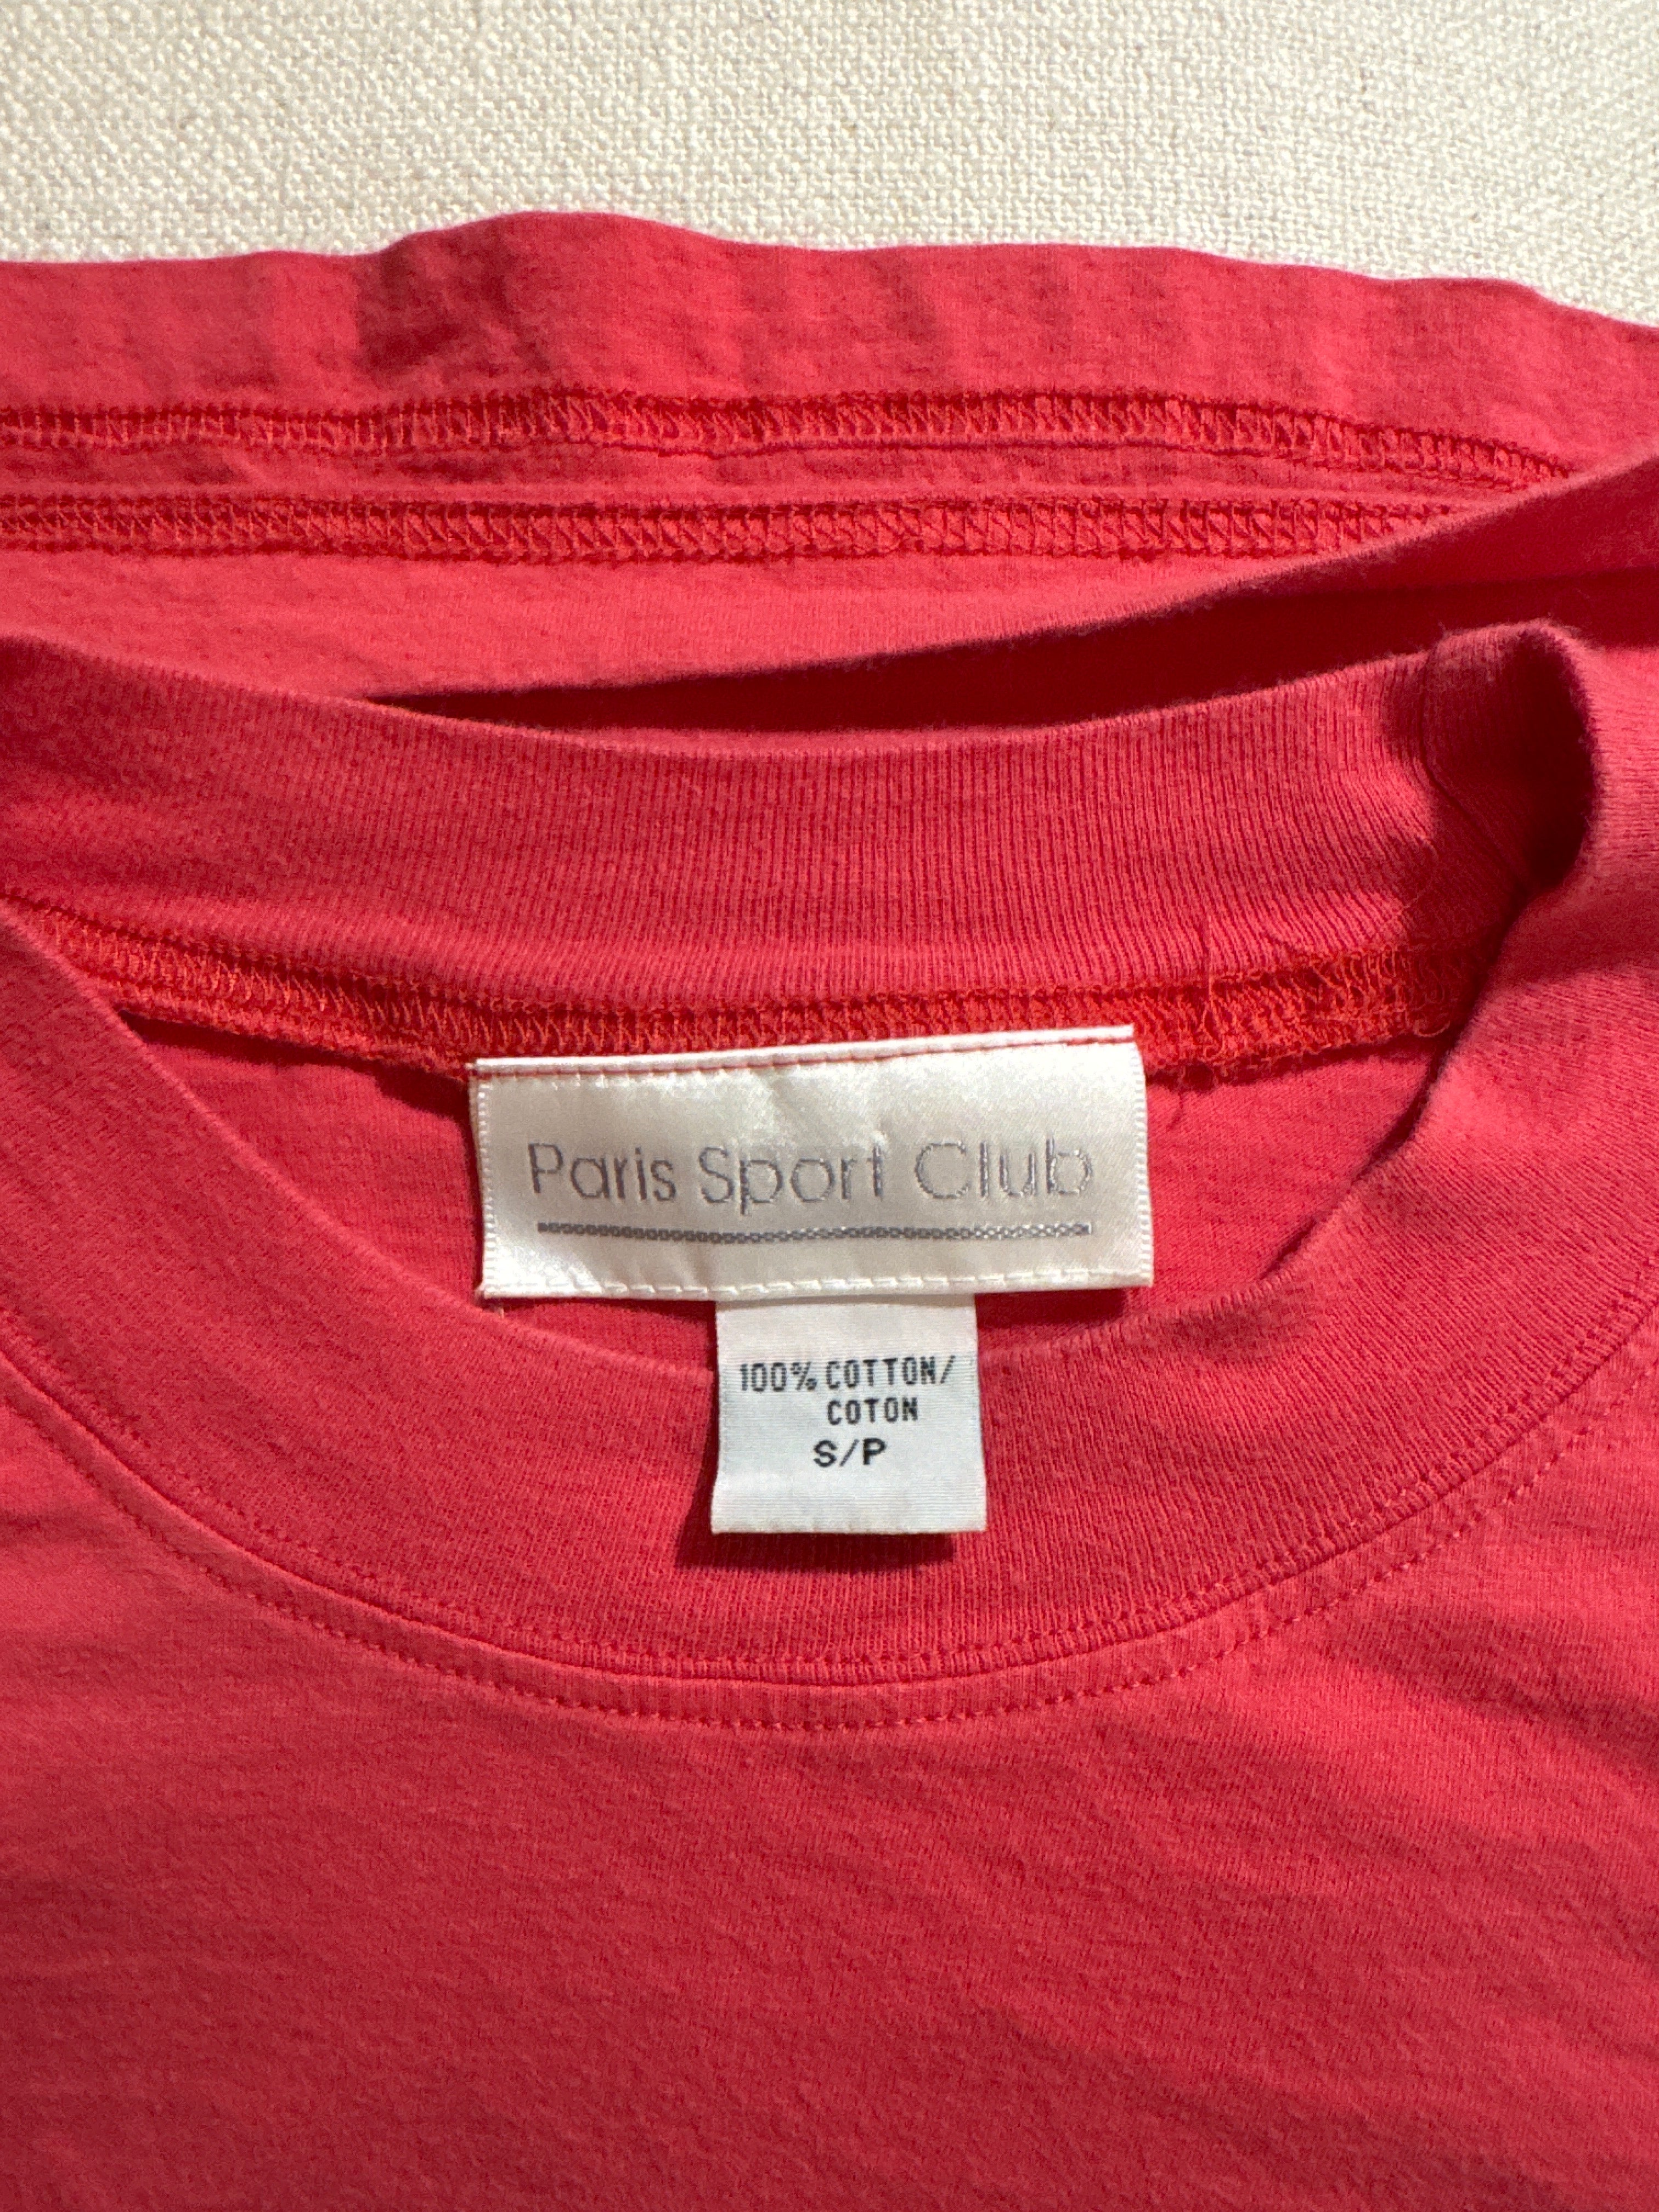 Paris Sport Club
100% COTTON/
COTON
S/P